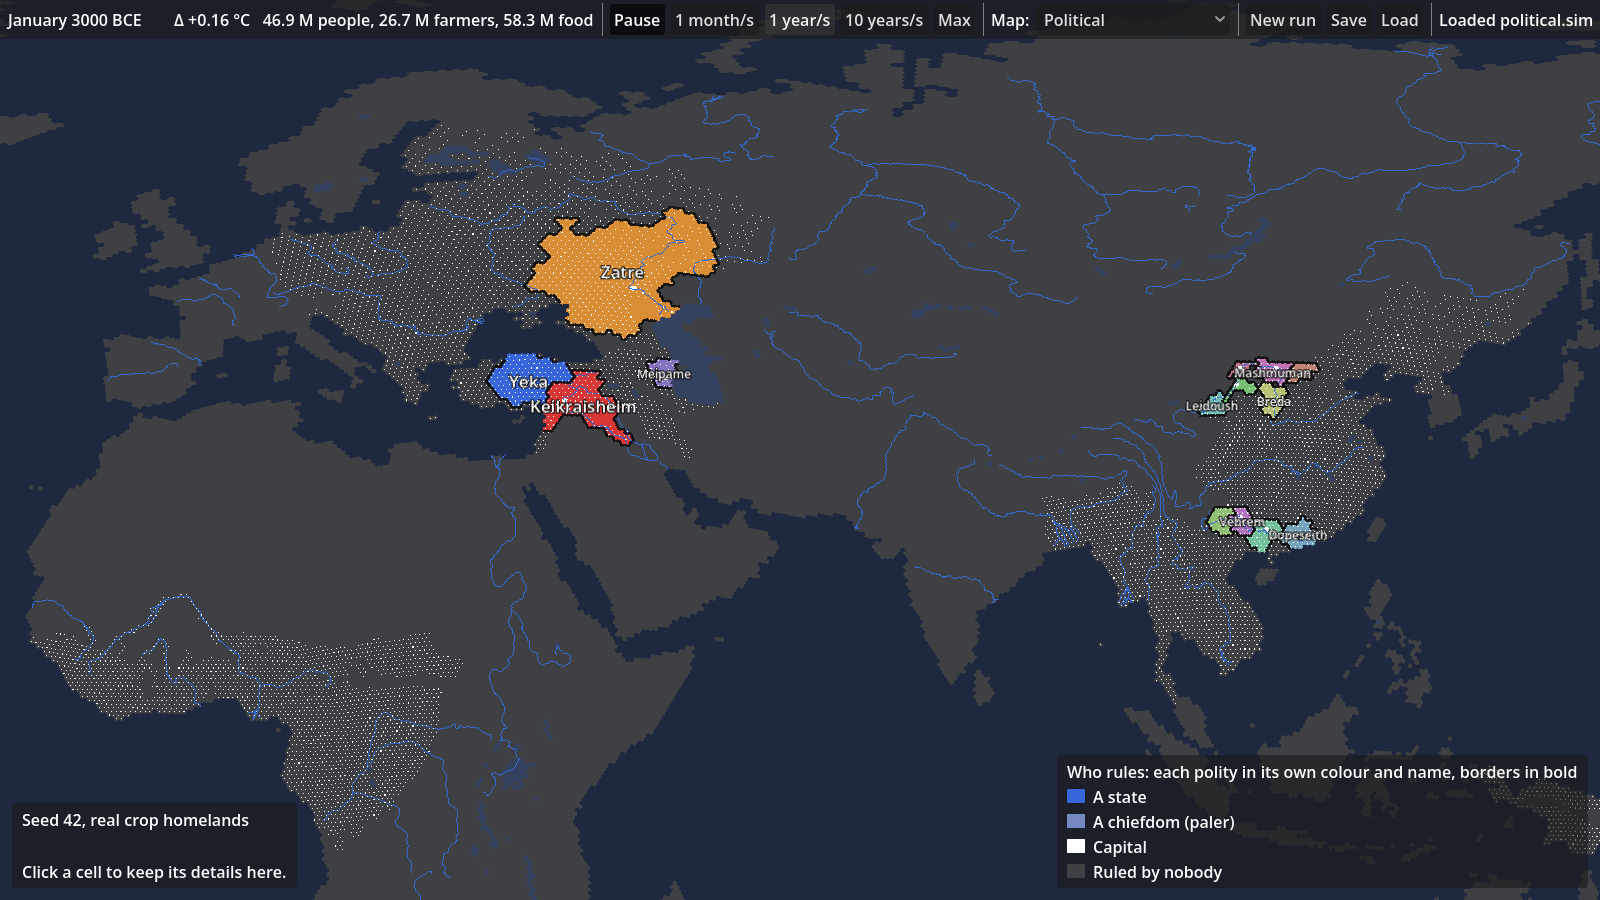 January 3000 BCE Δ +0.16 °C 46.9 M people, 26.7 M farmers, 58.3 M food Pause 1 month/s 1 year/s 10 years/s Max Map: Political New run Save Load Loaded political.sim
Zatre
Yeka
Keikraisheim
Meipame
Mashmuman
Leidoush
Breda
Vehrem
Dopeseith
Who rules: each polity in its own colour and name, borders in bold
A state
A chiefdom (paler)
Capital
Ruled by nobody
Seed 42, real crop homelands
Click a cell to keep its details here.